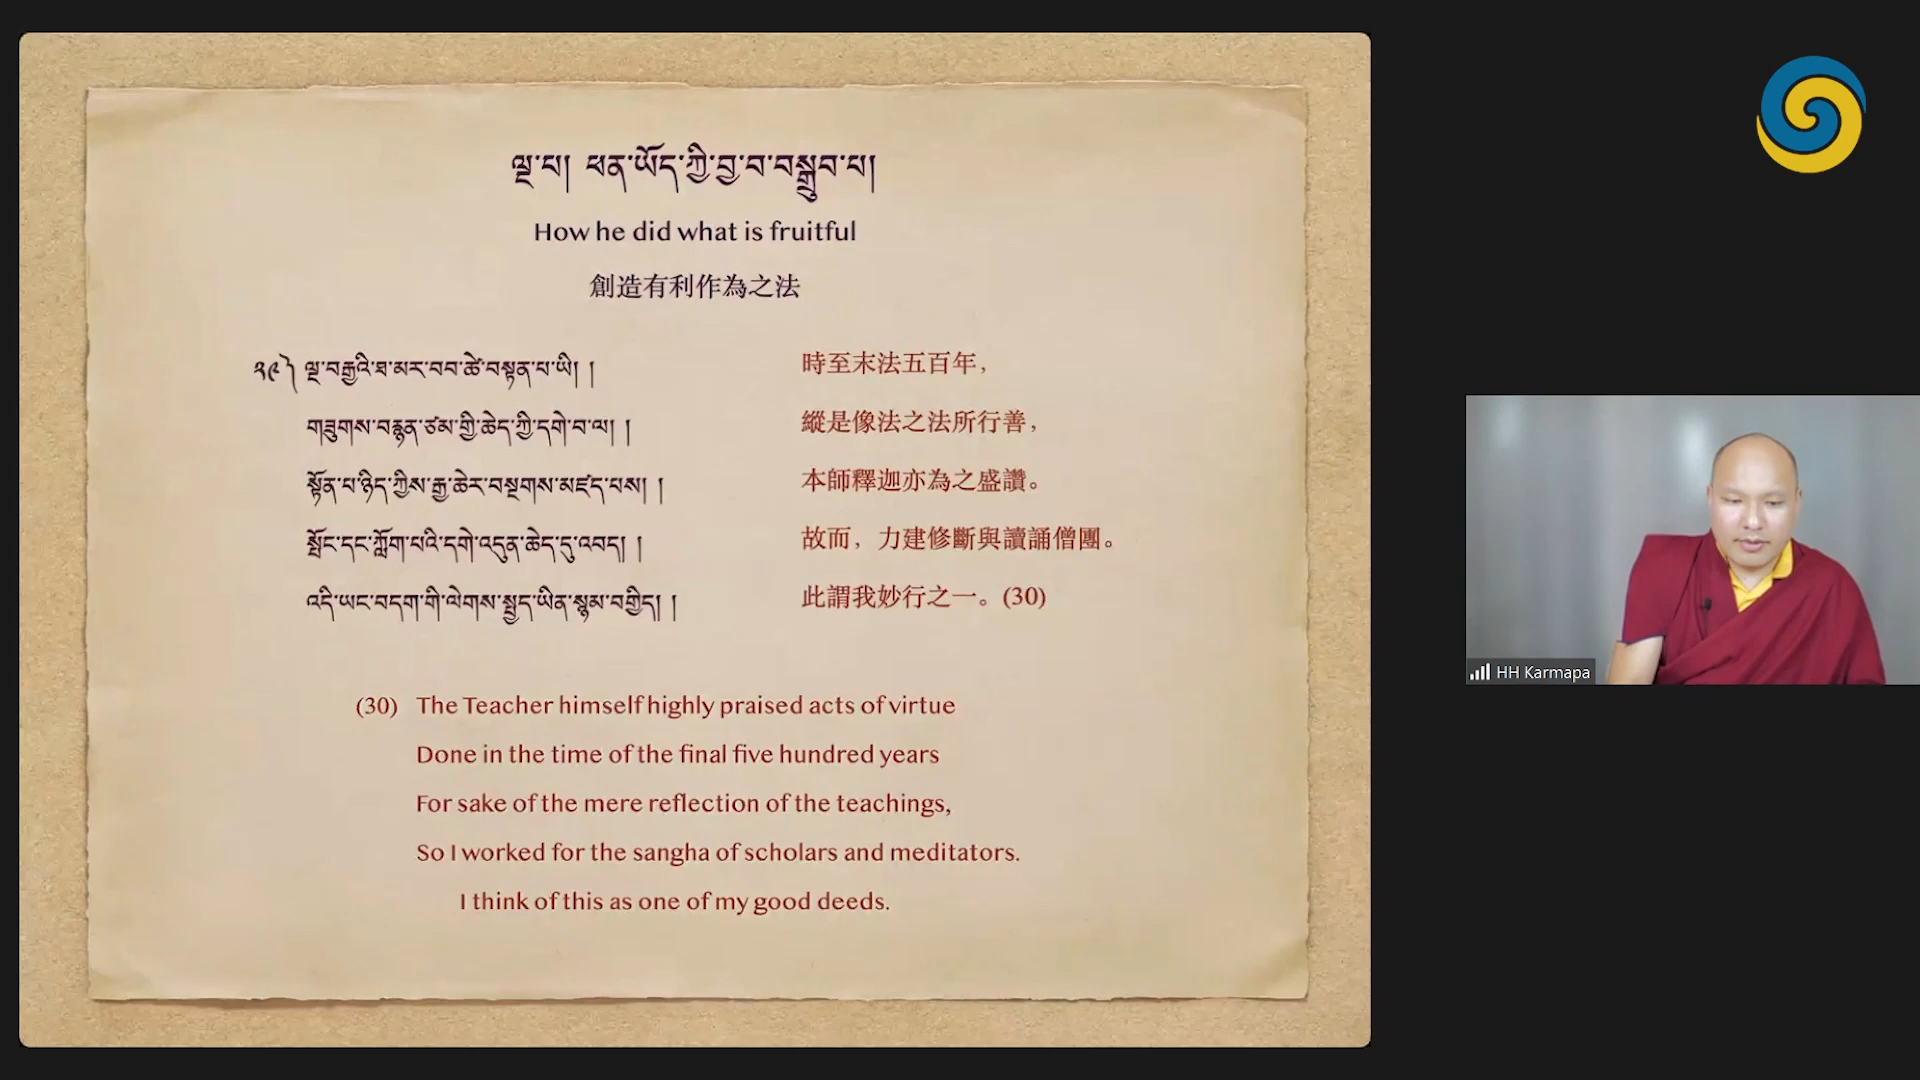 ལྔ་པ། ཕན་ཡོད་ཀྱི་བྱ་བ་བསྒྲུབ་པ།
How he did what is fruitful
創造有利作為之法
༢༩༽ ལྔ་བརྒྱའི་ཐ་མར་བབ་ཚེ་བསྟན་པ་ཡི། །
གཟུགས་བརྙན་ཙམ་གྱི་ཆེད་ཀྱི་དགེ་བ་ལ། །
སྟོན་པ་ཉིད་ཀྱིས་རྒྱ་ཆེར་བསྔགས་མཛད་པས། །
སྤོང་དང་ཀློག་པའི་དགེ་འདུན་ཆེད་དུ་འབད། །
འདི་ཡང་བདག་གི་ལེགས་སྤྱད་ཡིན་སྙམ་བགྱིད། །
時至末法五百年，
縱是像法之法所行善，
本師釋迦亦為之盛讚。
故而，力建修斷與讀誦僧團。
此謂我妙行之一。(30)
(30) The Teacher himself highly praised acts of virtue
Done in the time of the final five hundred years
For sake of the mere reflection of the teachings,
So I worked for the sangha of scholars and meditators.
I think of this as one of my good deeds.
HH Karmapa